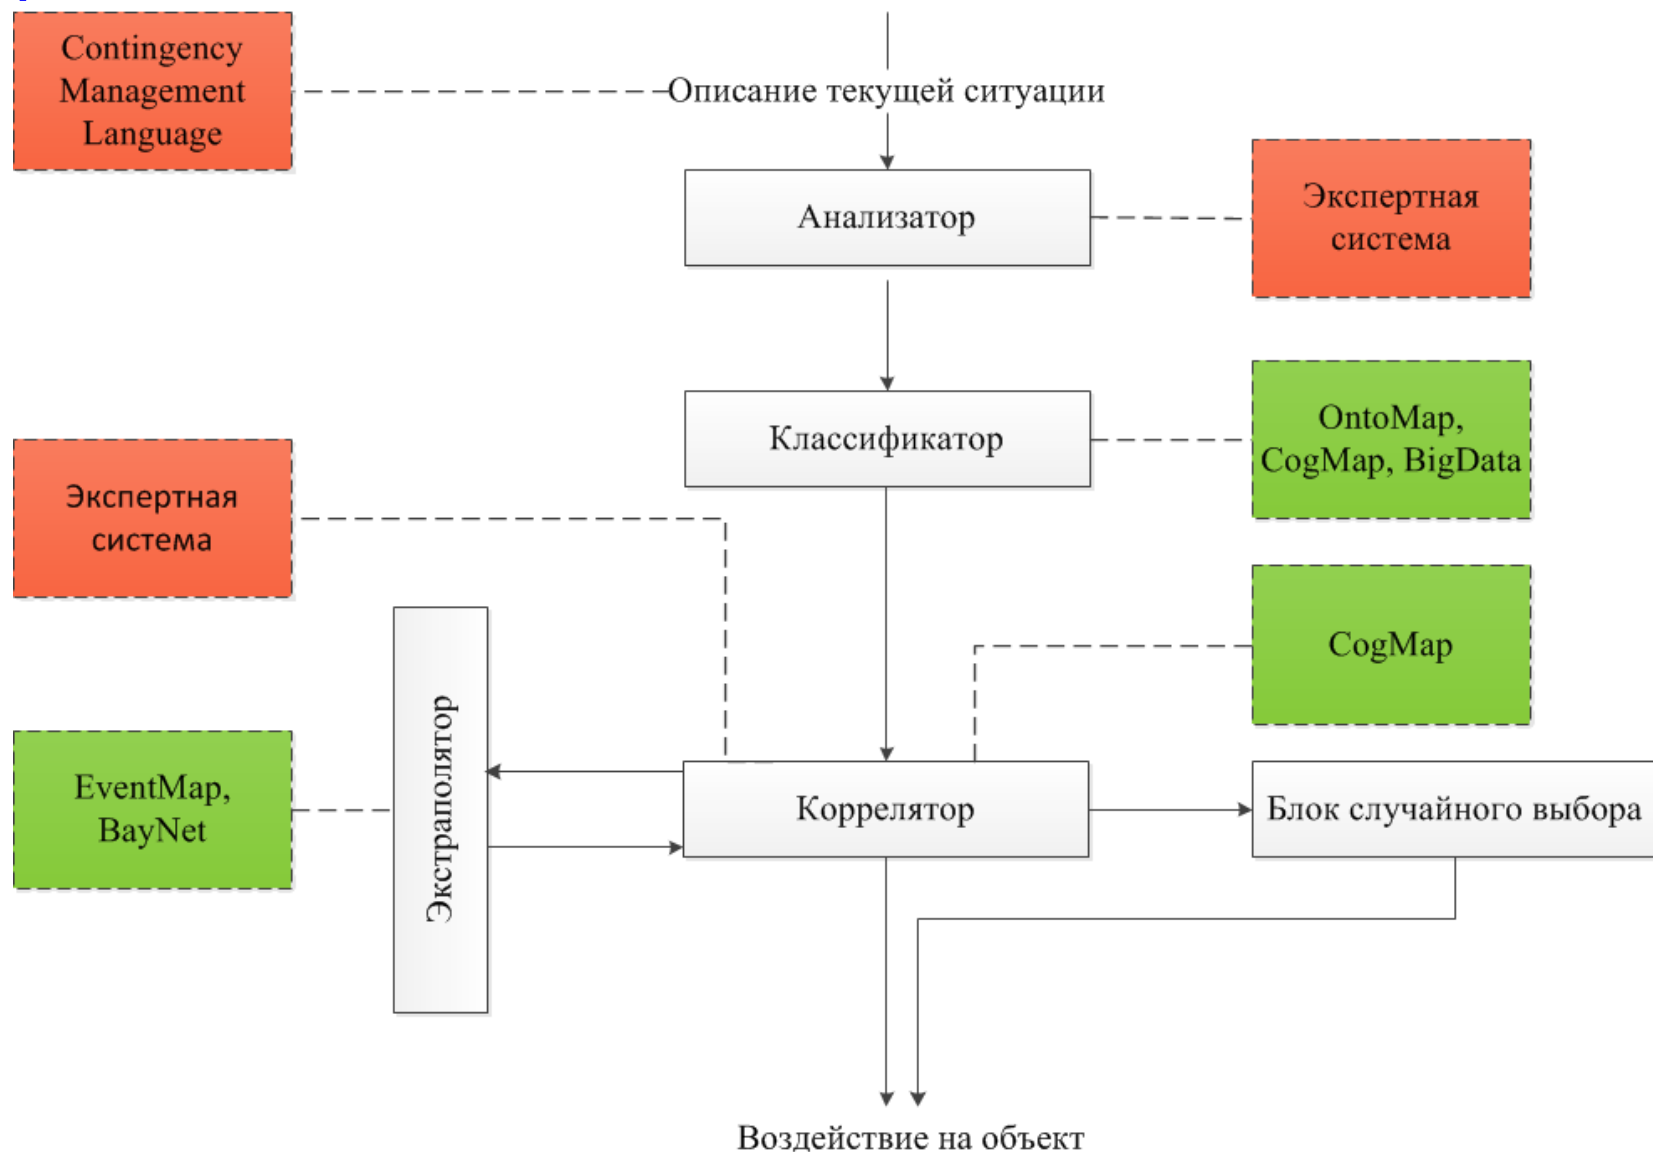 Contingency
Management
Language
Описание текущей ситуации
Анализатор
Экспертная
система
Классификатор
OntoMap,
CogMap, BigData
Экспертная
система
CogMap
Экстраполятор
EventMap,
BayNet
Коррелятор
Блок случайного выбора
Воздействие на объект